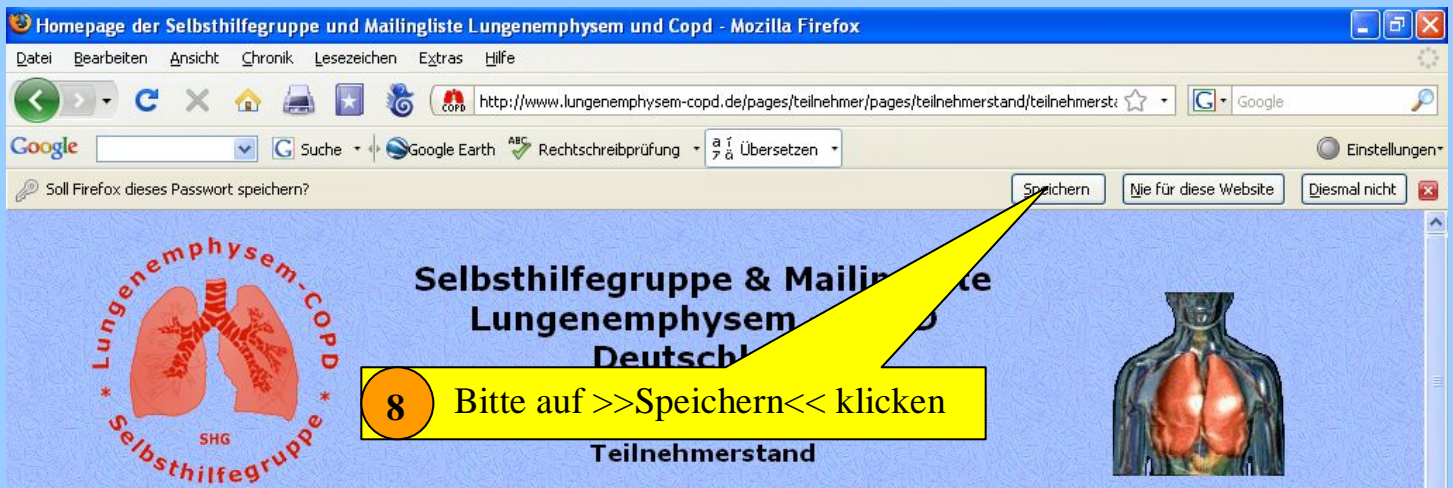 Homepage der Selbsthilfegruppe und Mailingliste Lungenemphysem und Copd - Mozilla Firefox
Datei Bearbeiten Ansicht Chronik Lesezeichen Extras Hilfe
COPD http://www.lungenemphysem-copd.de/pages/teilnehmer/pages/teilnehmerstand/teilnehmerst G Google
Google G Suche Google Earth ABC Rechtschreibprüfung Übersetzen Einstellungen
Soll Firefox dieses Passwort speichern? Speichern Nie für diese Website Diesmal nicht
Lungenemphysem-COPD
* Selbsthilfegruppe *
SHG
Selbsthilfegruppe &
Lungenemphysem
8 Bitte auf >>Speichern<< klicken
Teilnehmerstand